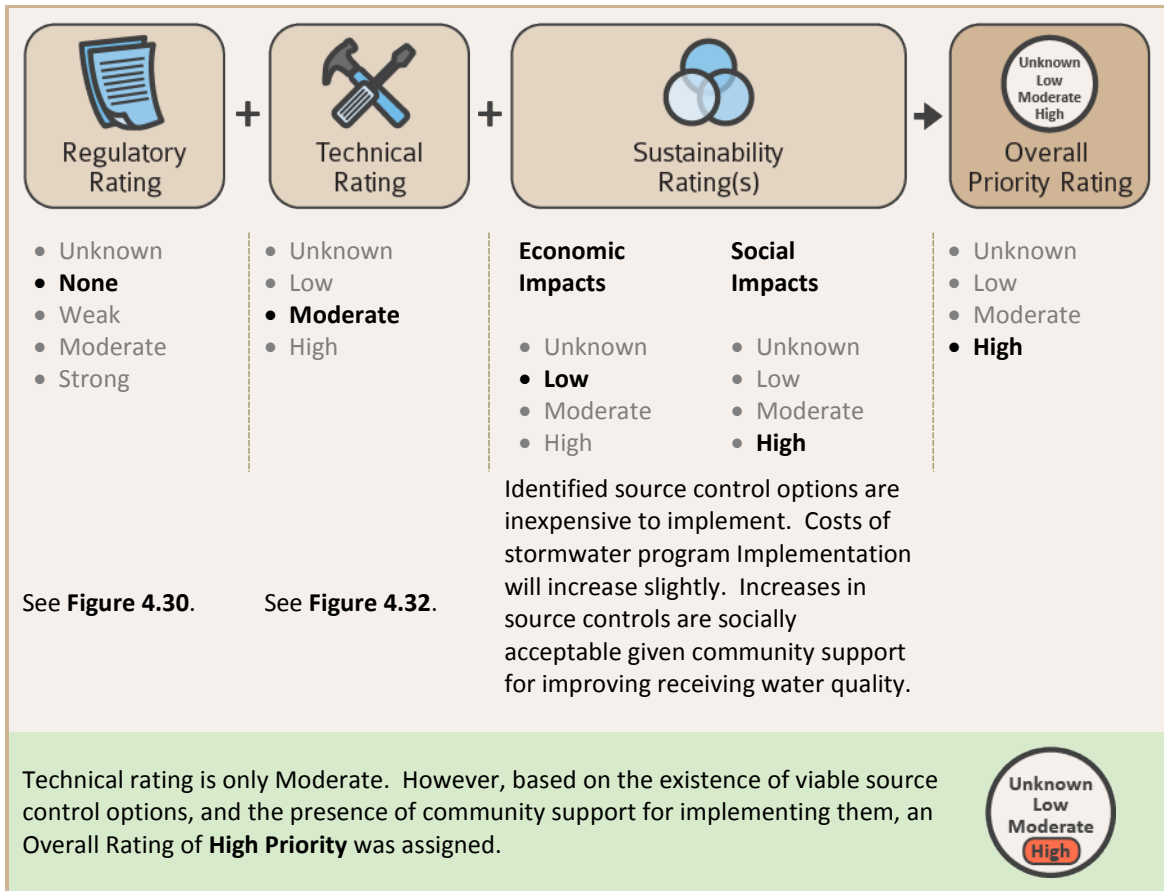 Regulatory
Rating
+
Technical
Rating
+
Sustainability
Rating(s)
Unknown
Low
Moderate
High
Overall
Priority Rating
• Unknown
• None
• Weak
• Moderate
• Strong
• Unknown
• Low
• Moderate
• High
Economic
Impacts
• Unknown
• Low
• Moderate
• High
Social
Impacts
• Unknown
• Low
• Moderate
• High
• Unknown
• Low
• Moderate
• High
See Figure 4.30.
See Figure 4.32.
Identified source control options are
inexpensive to implement. Costs of
stormwater program Implementation
will increase slightly. Increases in
source controls are socially
acceptable given community support
for improving receiving water quality.
Technical rating is only Moderate. However, based on the existence of viable source
control options, and the presence of community support for implementing them, an
Overall Rating of High Priority was assigned.
Unknown
Low
Moderate
High